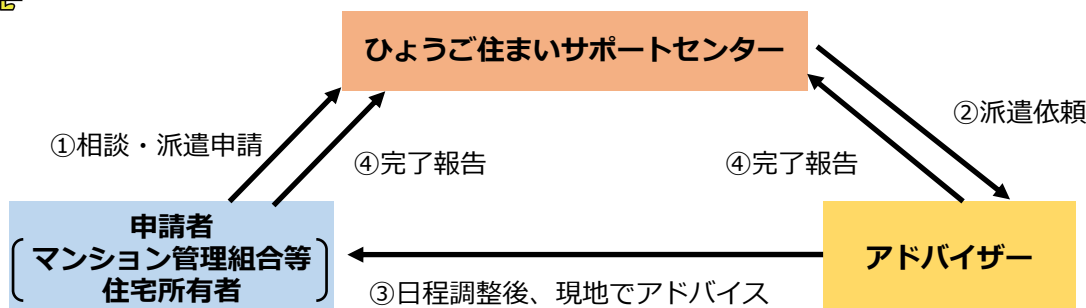 ひょうご住まいサポートセンター
①相談・派遣申請
④完了報告
④完了報告
②派遣依頼
申請者
マンション管理組合等
住宅所有者
アドバイザー
③日程調整後、現地でアドバイス